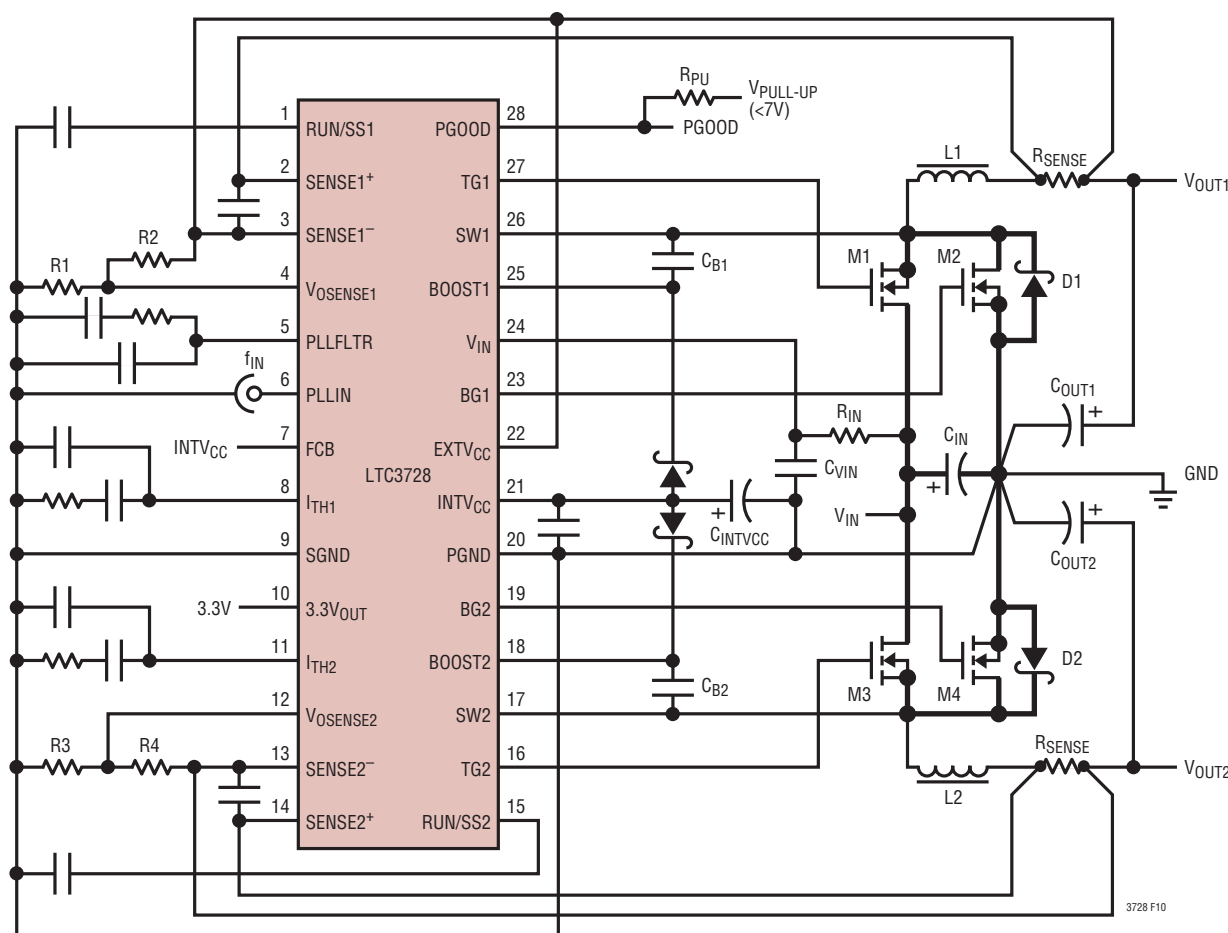 RPU
VPULL-UP
(<7V)
1
RUN/SS1
PGOOD
28
PGOOD
L1
RSENSE
2
SENSE1+
TG1
27
VOUT1
3
SENSE1–
SW1
26
R2
R1
CB1
M1
M2
D1
4
VOSENSE1
BOOST1
25
5
PLLFLTR
VIN
24
fIN
6
PLLIN
BG1
23
COUT1
RIN
CIN
INTVCC
7
FCB
EXTVCC
22
CVIN
LTC3728
GND
8
ITH1
INTVCC
21
CINTVCC
VIN
9
SGND
PGND
20
COUT2
3.3V
10
3.3VOUT
BG2
19
11
ITH2
BOOST2
18
CB2
M3
M4
D2
12
VOSENSE2
SW2
17
R3
R4
13
SENSE2–
TG2
16
L2
RSENSE
VOUT2
14
SENSE2+
RUN/SS2
15
3728 F10